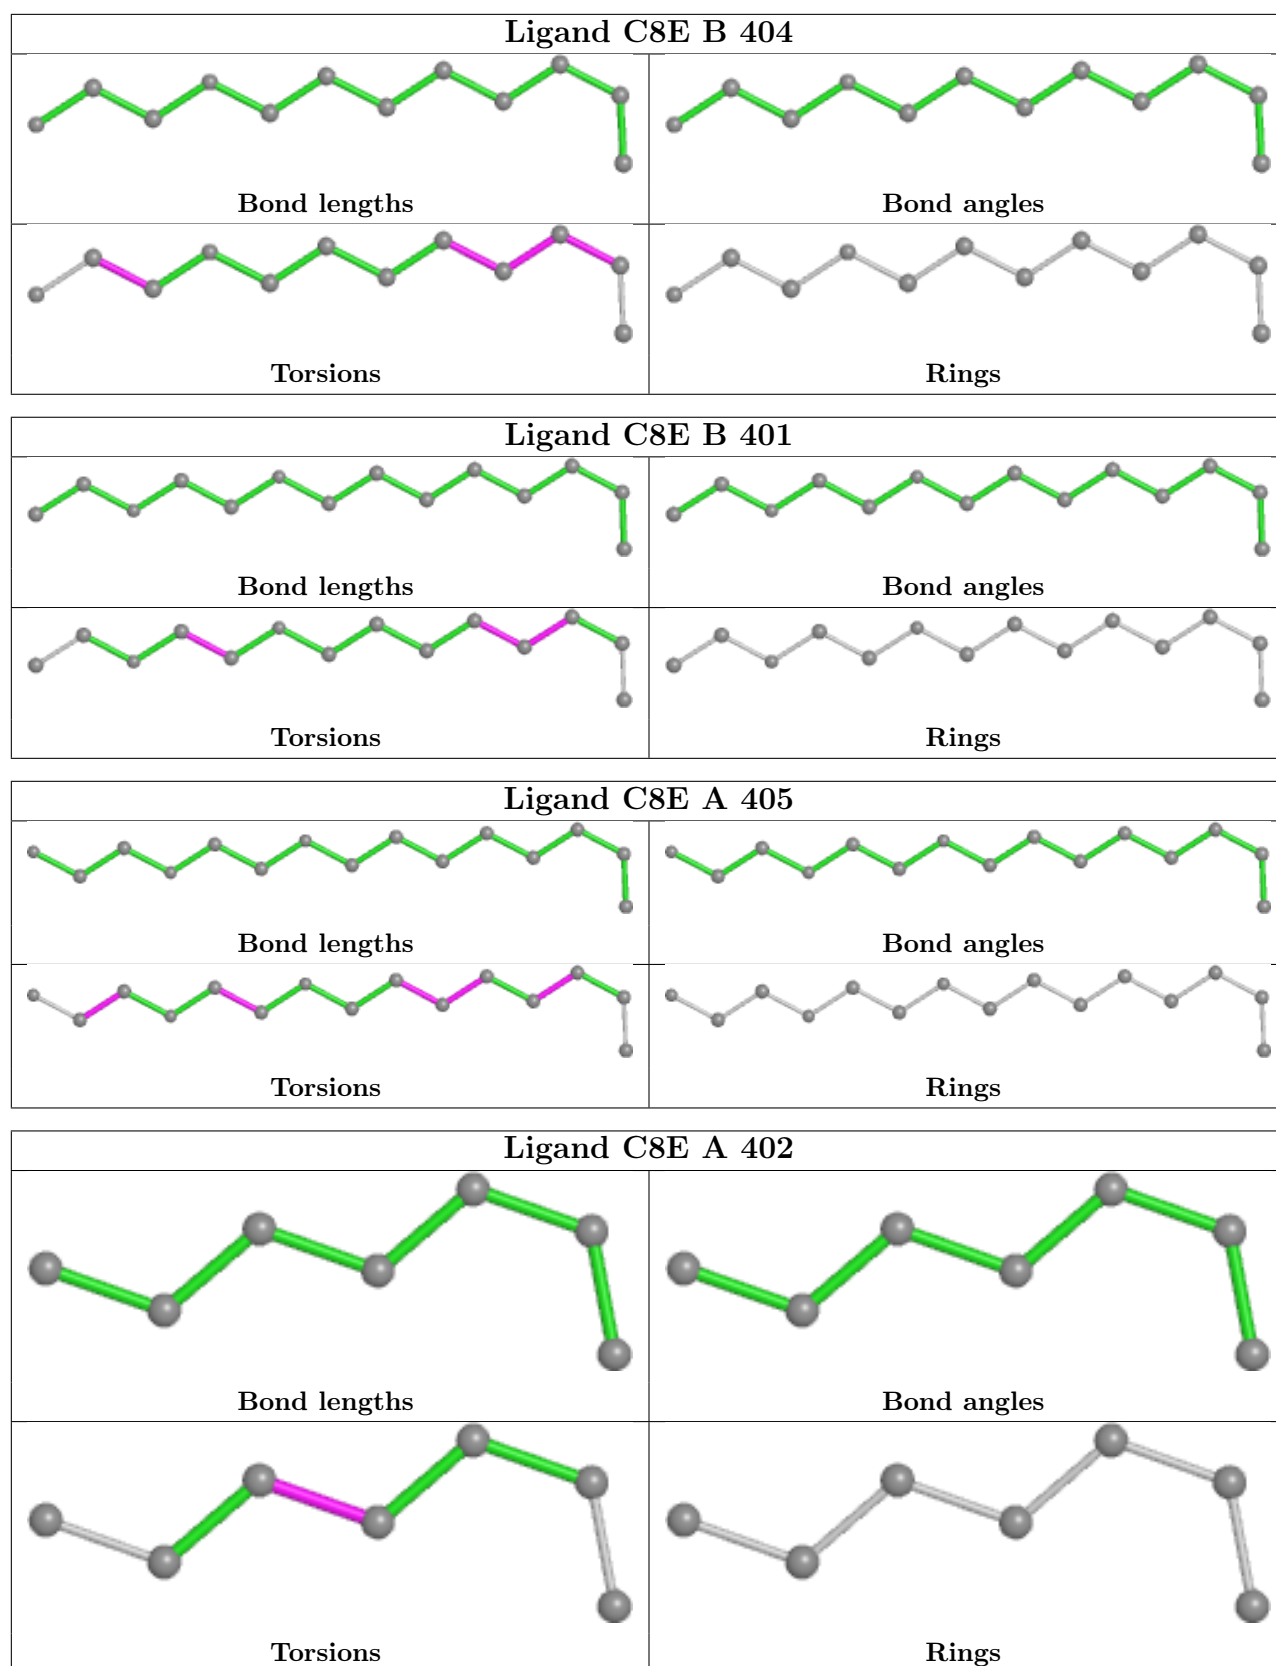 Ligand C8E B 404
Bond lengths
Bond angles
Torsions
Rings
Ligand C8E B 401
Bond lengths
Bond angles
Torsions
Rings
Ligand C8E A 405
Bond lengths
Bond angles
Torsions
Rings
Ligand C8E A 402
Bond lengths
Bond angles
Torsions
Rings